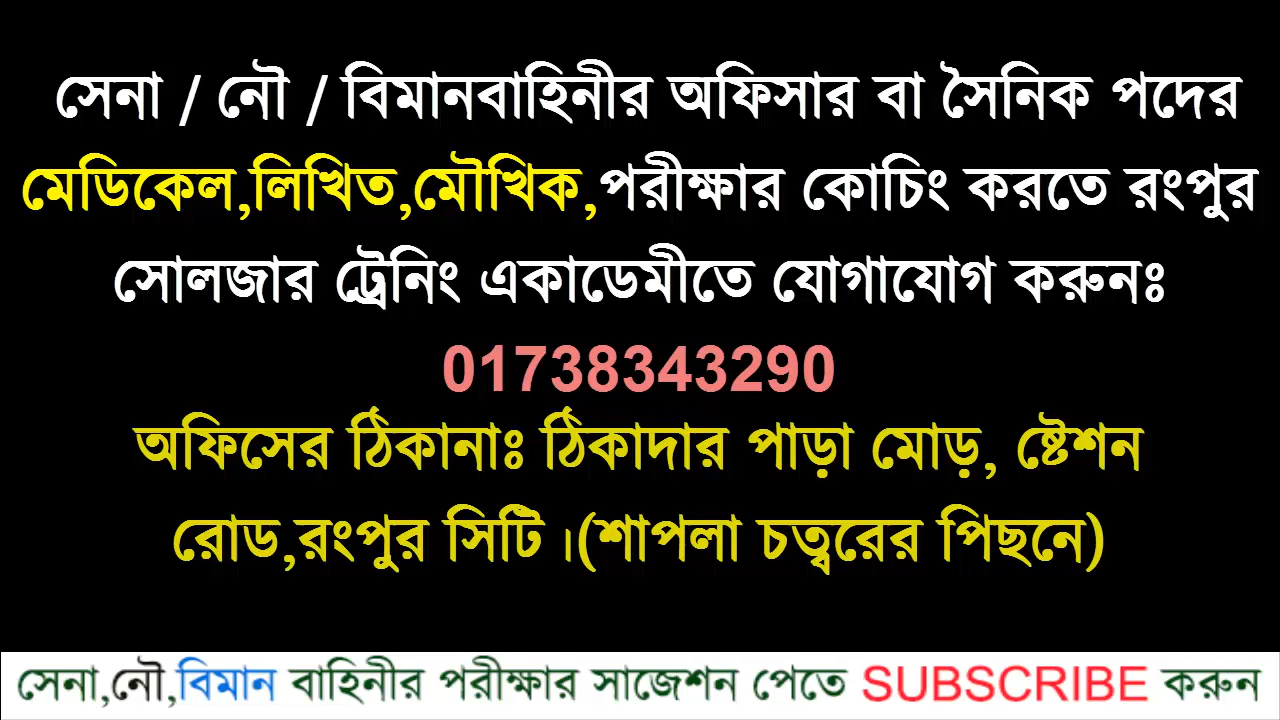 সেনা / নৌ / বিমানবাহিনীর অফিসার বা সৈনিক পদের
মেডিকেল,লিখিত,মৌখিক,পরীক্ষার কোচিং করতে রংপুর
সোলজার ট্রেনিং একাডেমীতে যোগাযোগ করুনঃ
01738343290
অফিসের ঠিকানাঃ ঠিকাদার পাড়া মোড়, ষ্টেশন
রোড,রংপুর সিটি।(শাপলা চত্বরের পিছনে)
সেনা,নৌ,বিমান বাহিনীর পরীক্ষার সাজেশন পেতে SUBSCRIBE করুন